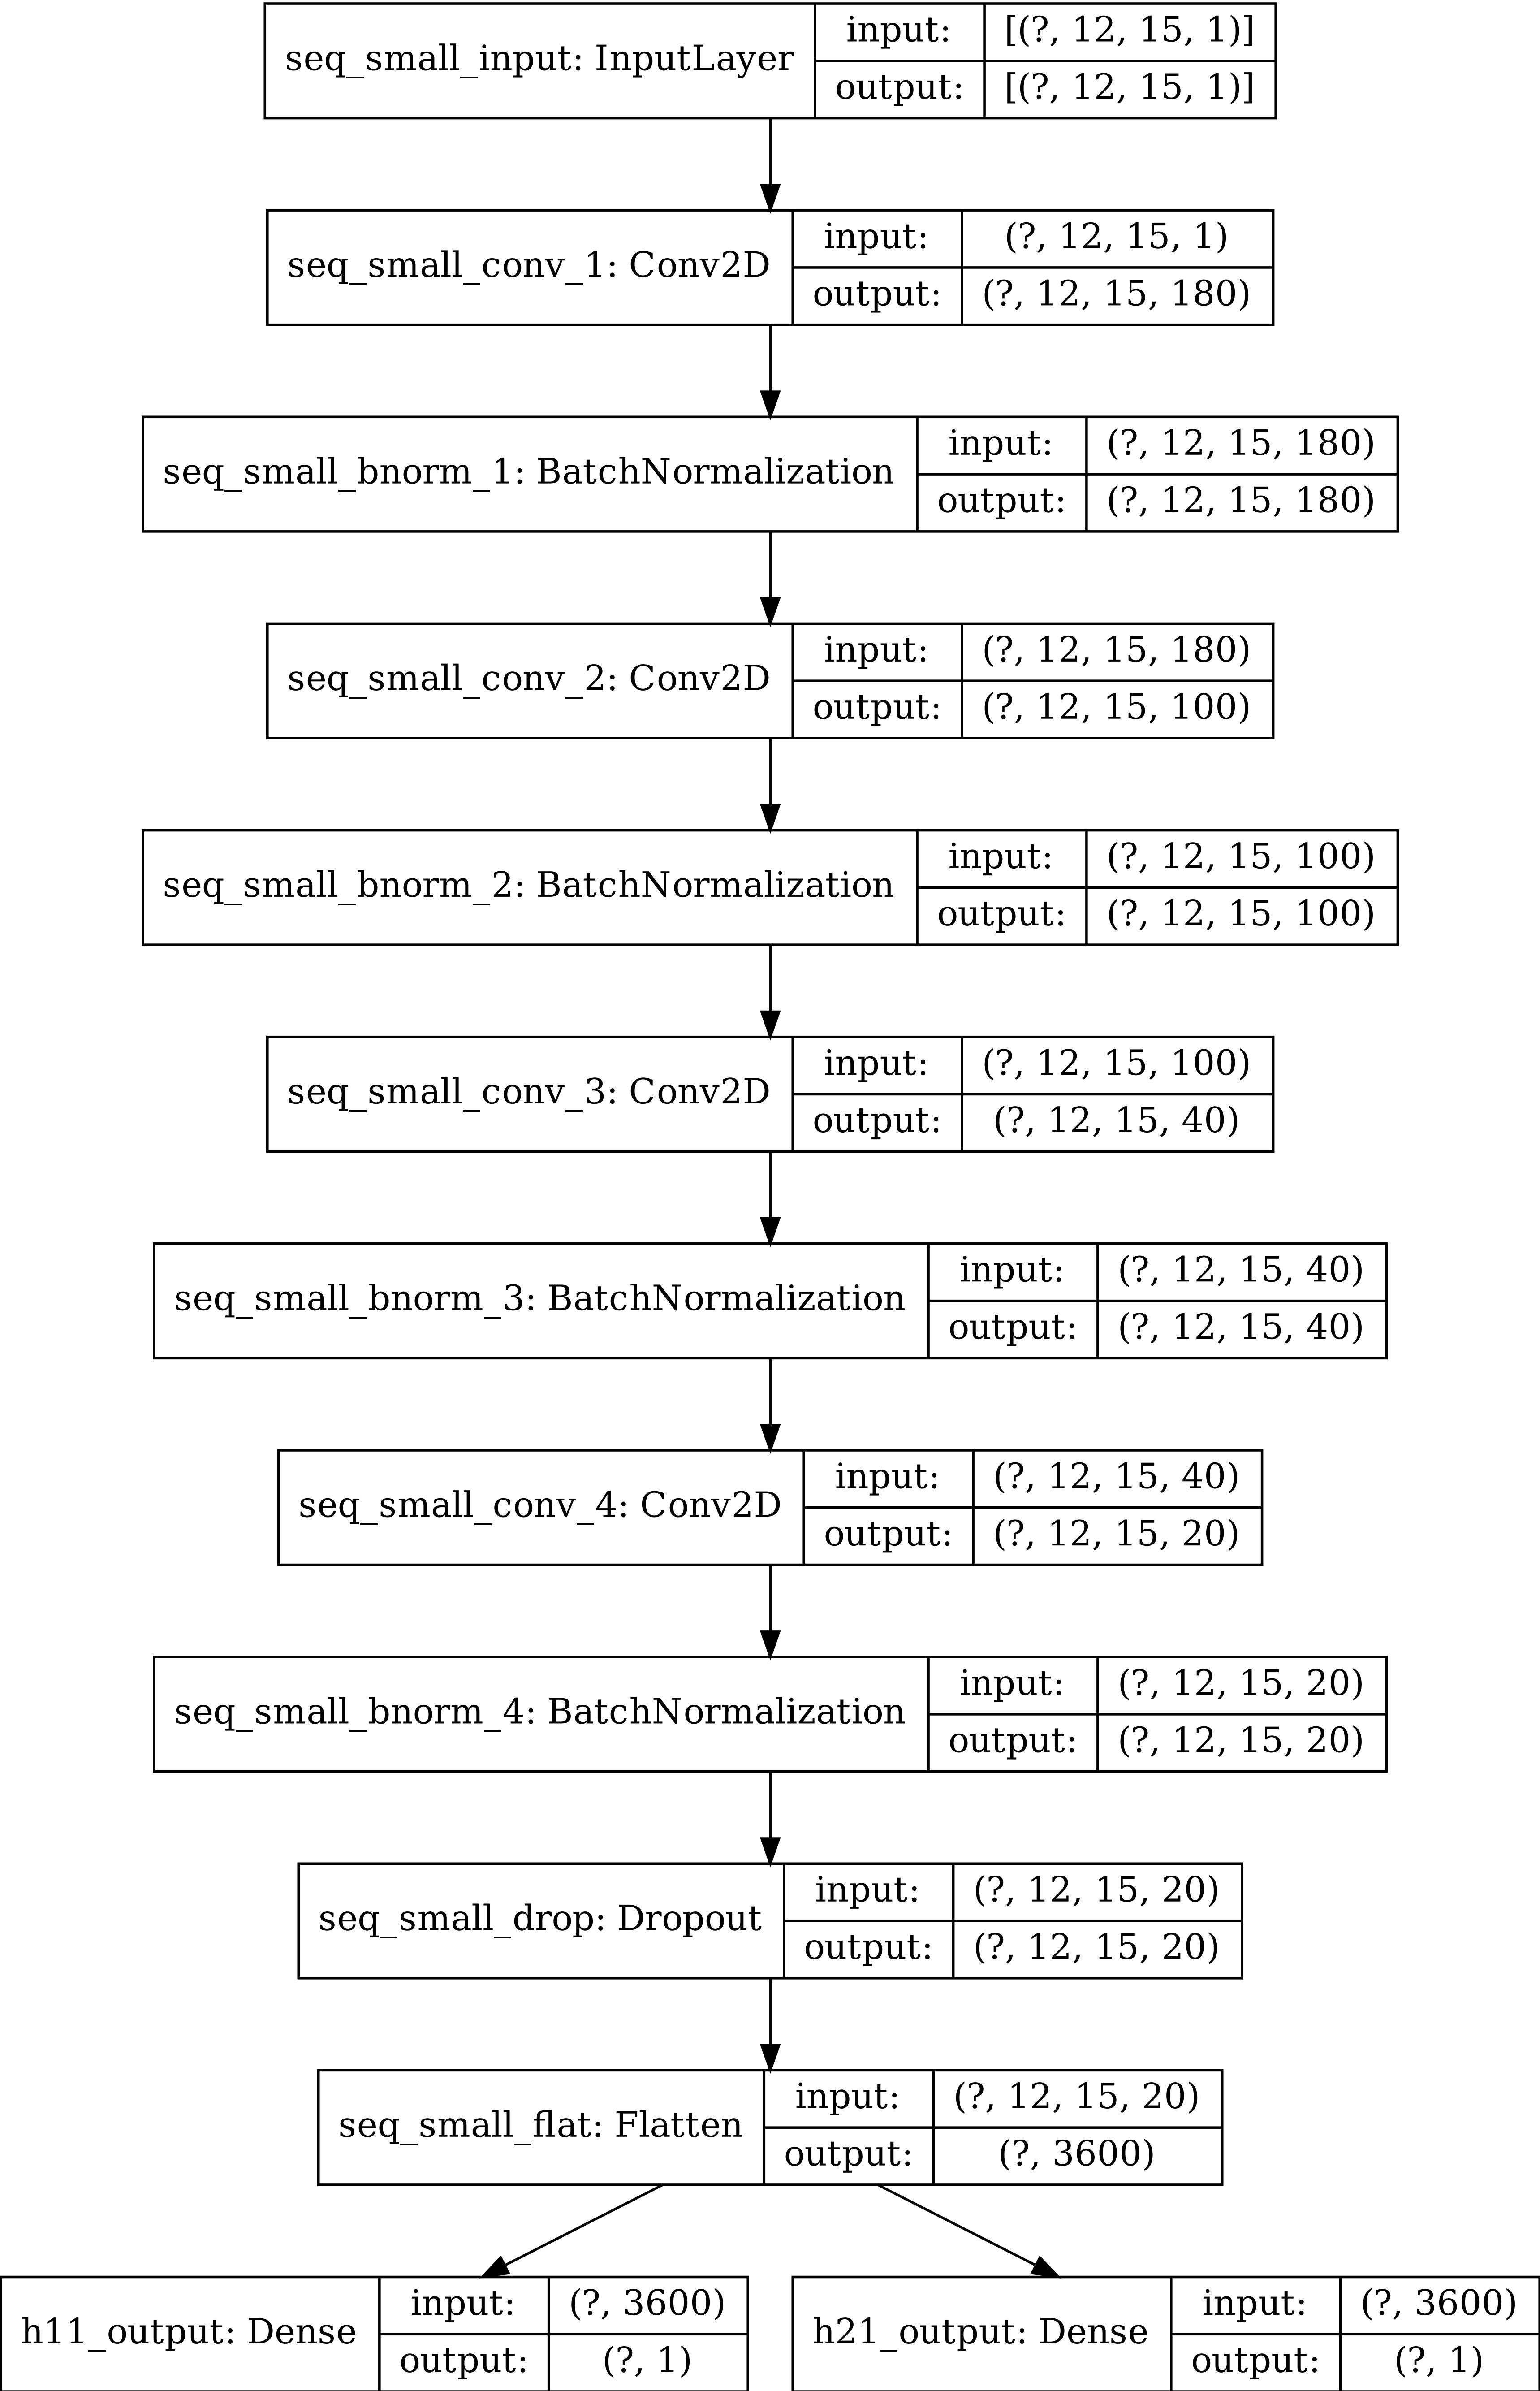 seq_small_input: InputLayer
input: [(?, 12, 15, 1)]
output: [(?, 12, 15, 1)]
seq_small_conv_1: Conv2D
input: (?, 12, 15, 1)
output: (?, 12, 15, 180)
seq_small_bnorm_1: BatchNormalization
input: (?, 12, 15, 180)
output: (?, 12, 15, 180)
seq_small_conv_2: Conv2D
input: (?, 12, 15, 180)
output: (?, 12, 15, 100)
seq_small_bnorm_2: BatchNormalization
input: (?, 12, 15, 100)
output: (?, 12, 15, 100)
seq_small_conv_3: Conv2D
input: (?, 12, 15, 100)
output: (?, 12, 15, 40)
seq_small_bnorm_3: BatchNormalization
input: (?, 12, 15, 40)
output: (?, 12, 15, 40)
seq_small_conv_4: Conv2D
input: (?, 12, 15, 40)
output: (?, 12, 15, 20)
seq_small_bnorm_4: BatchNormalization
input: (?, 12, 15, 20)
output: (?, 12, 15, 20)
seq_small_drop: Dropout
input: (?, 12, 15, 20)
output: (?, 12, 15, 20)
seq_small_flat: Flatten
input: (?, 12, 15, 20)
output: (?, 3600)
h11_output: Dense
input: (?, 3600)
output: (?, 1)
h21_output: Dense
input: (?, 3600)
output: (?, 1)